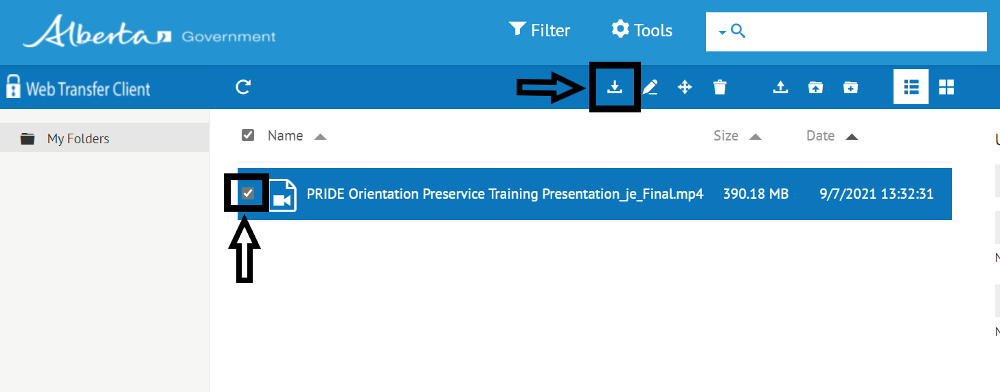 Alberta Government
Filter
Tools
Web Transfer Client
My Folders
Name
Size
Date
PRIDE Orientation Preservice Training Presentation_je_Final.mp4
390.18 MB
9/7/2021 13:32:31